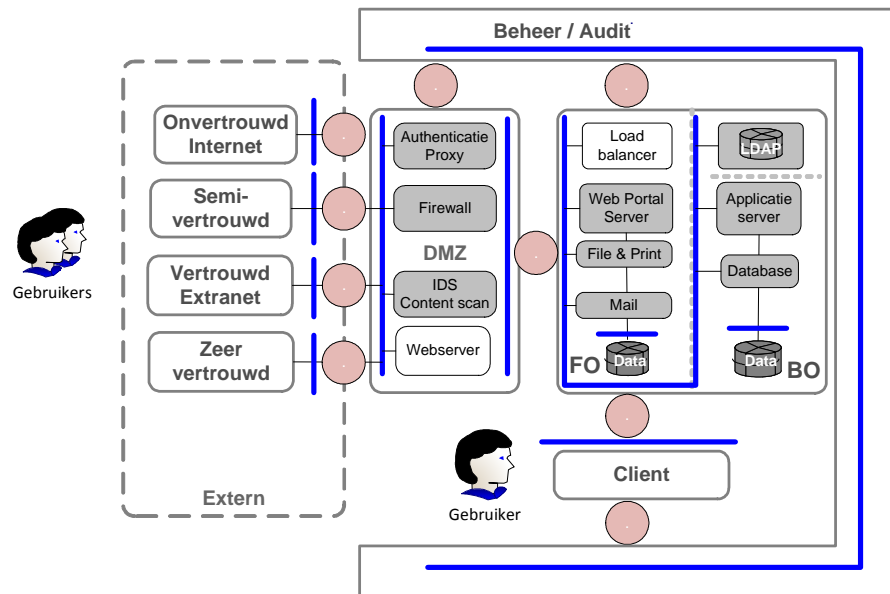 Beheer / Audit
Onvertrouwd
Internet
Semi-
vertrouwd
Vertrouwd
Extranet
Zeer
vertrouwd
Extern
Gebruikers
Authenticatie
Proxy
Firewall
DMZ
IDS
Content scan
Webserver
Load
balancer
Web Portal
Server
File & Print
Mail
FO
Data
LDAP
Applicatie
server
Database
Data
BO
Client
Gebruiker